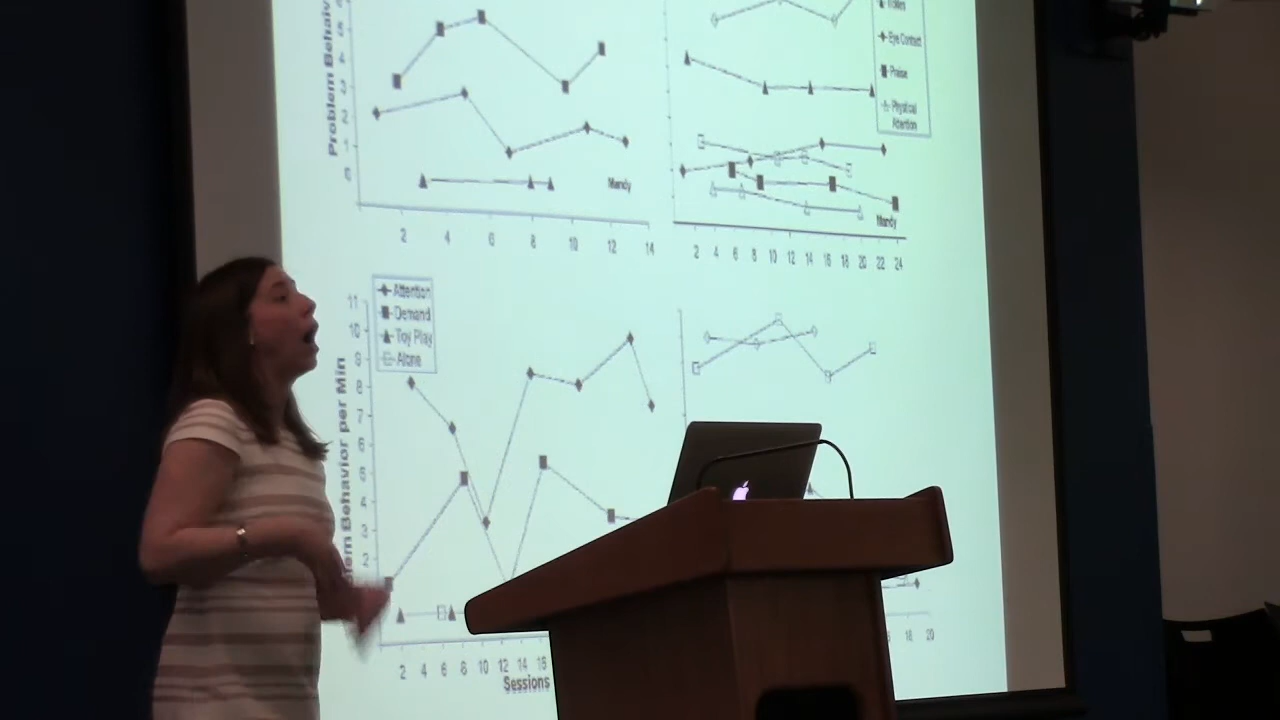 Problem Behavi
5
4
3
2
1
0
Mandy
2 4 6 8 10 12 14
Eye Contact
Praise
Physical
Attention
Mandy
2 4 6 8 10 12 14 16 18 20 22 24
Attention
Demand
Toy Play
Alone
11
10
9
8
7
6
5
4
3
2
lem Behavior per Min
2 4 6 8 10 12 14 16
Sessions
18 20